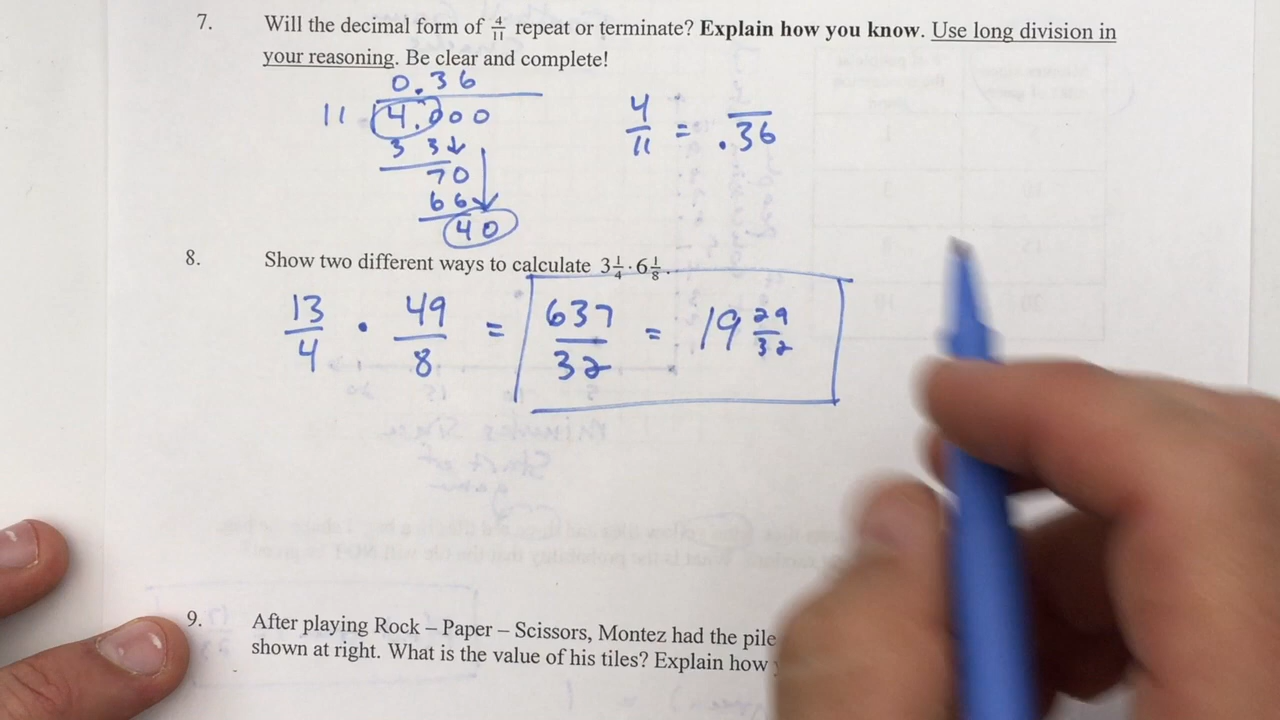 7. Will the decimal form of 4/11 repeat or terminate? Explain how you know. Use long division in
your reasoning. Be clear and complete!
0.36
11 4.000
3 3
70
66
40
4/11 = .3̅6̅
8. Show two different ways to calculate 3 1/4 · 6 1/8.
13/4 · 49/8 = 637/32 = 19 29/32
9. After playing Rock – Paper – Scissors, Montez had the pile
shown at right. What is the value of his tiles? Explain how